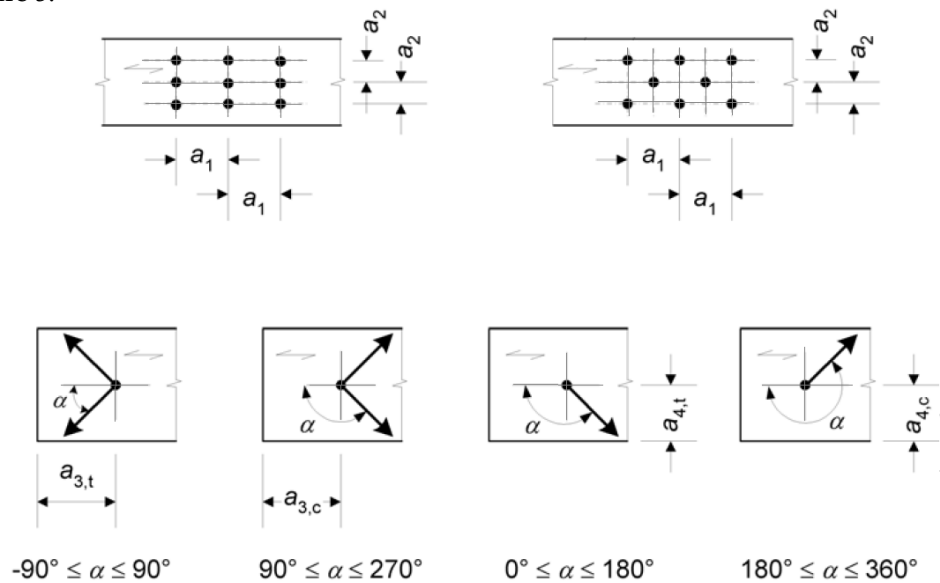 a2
a2
a2
a2
a1
a1
a1
a1
α
α
α
α
a4,t
a4,c
a3,t
a3,c
-90° ≤ α ≤ 90°
90° ≤ α ≤ 270°
0° ≤ α ≤ 180°
180° ≤ α ≤ 360°